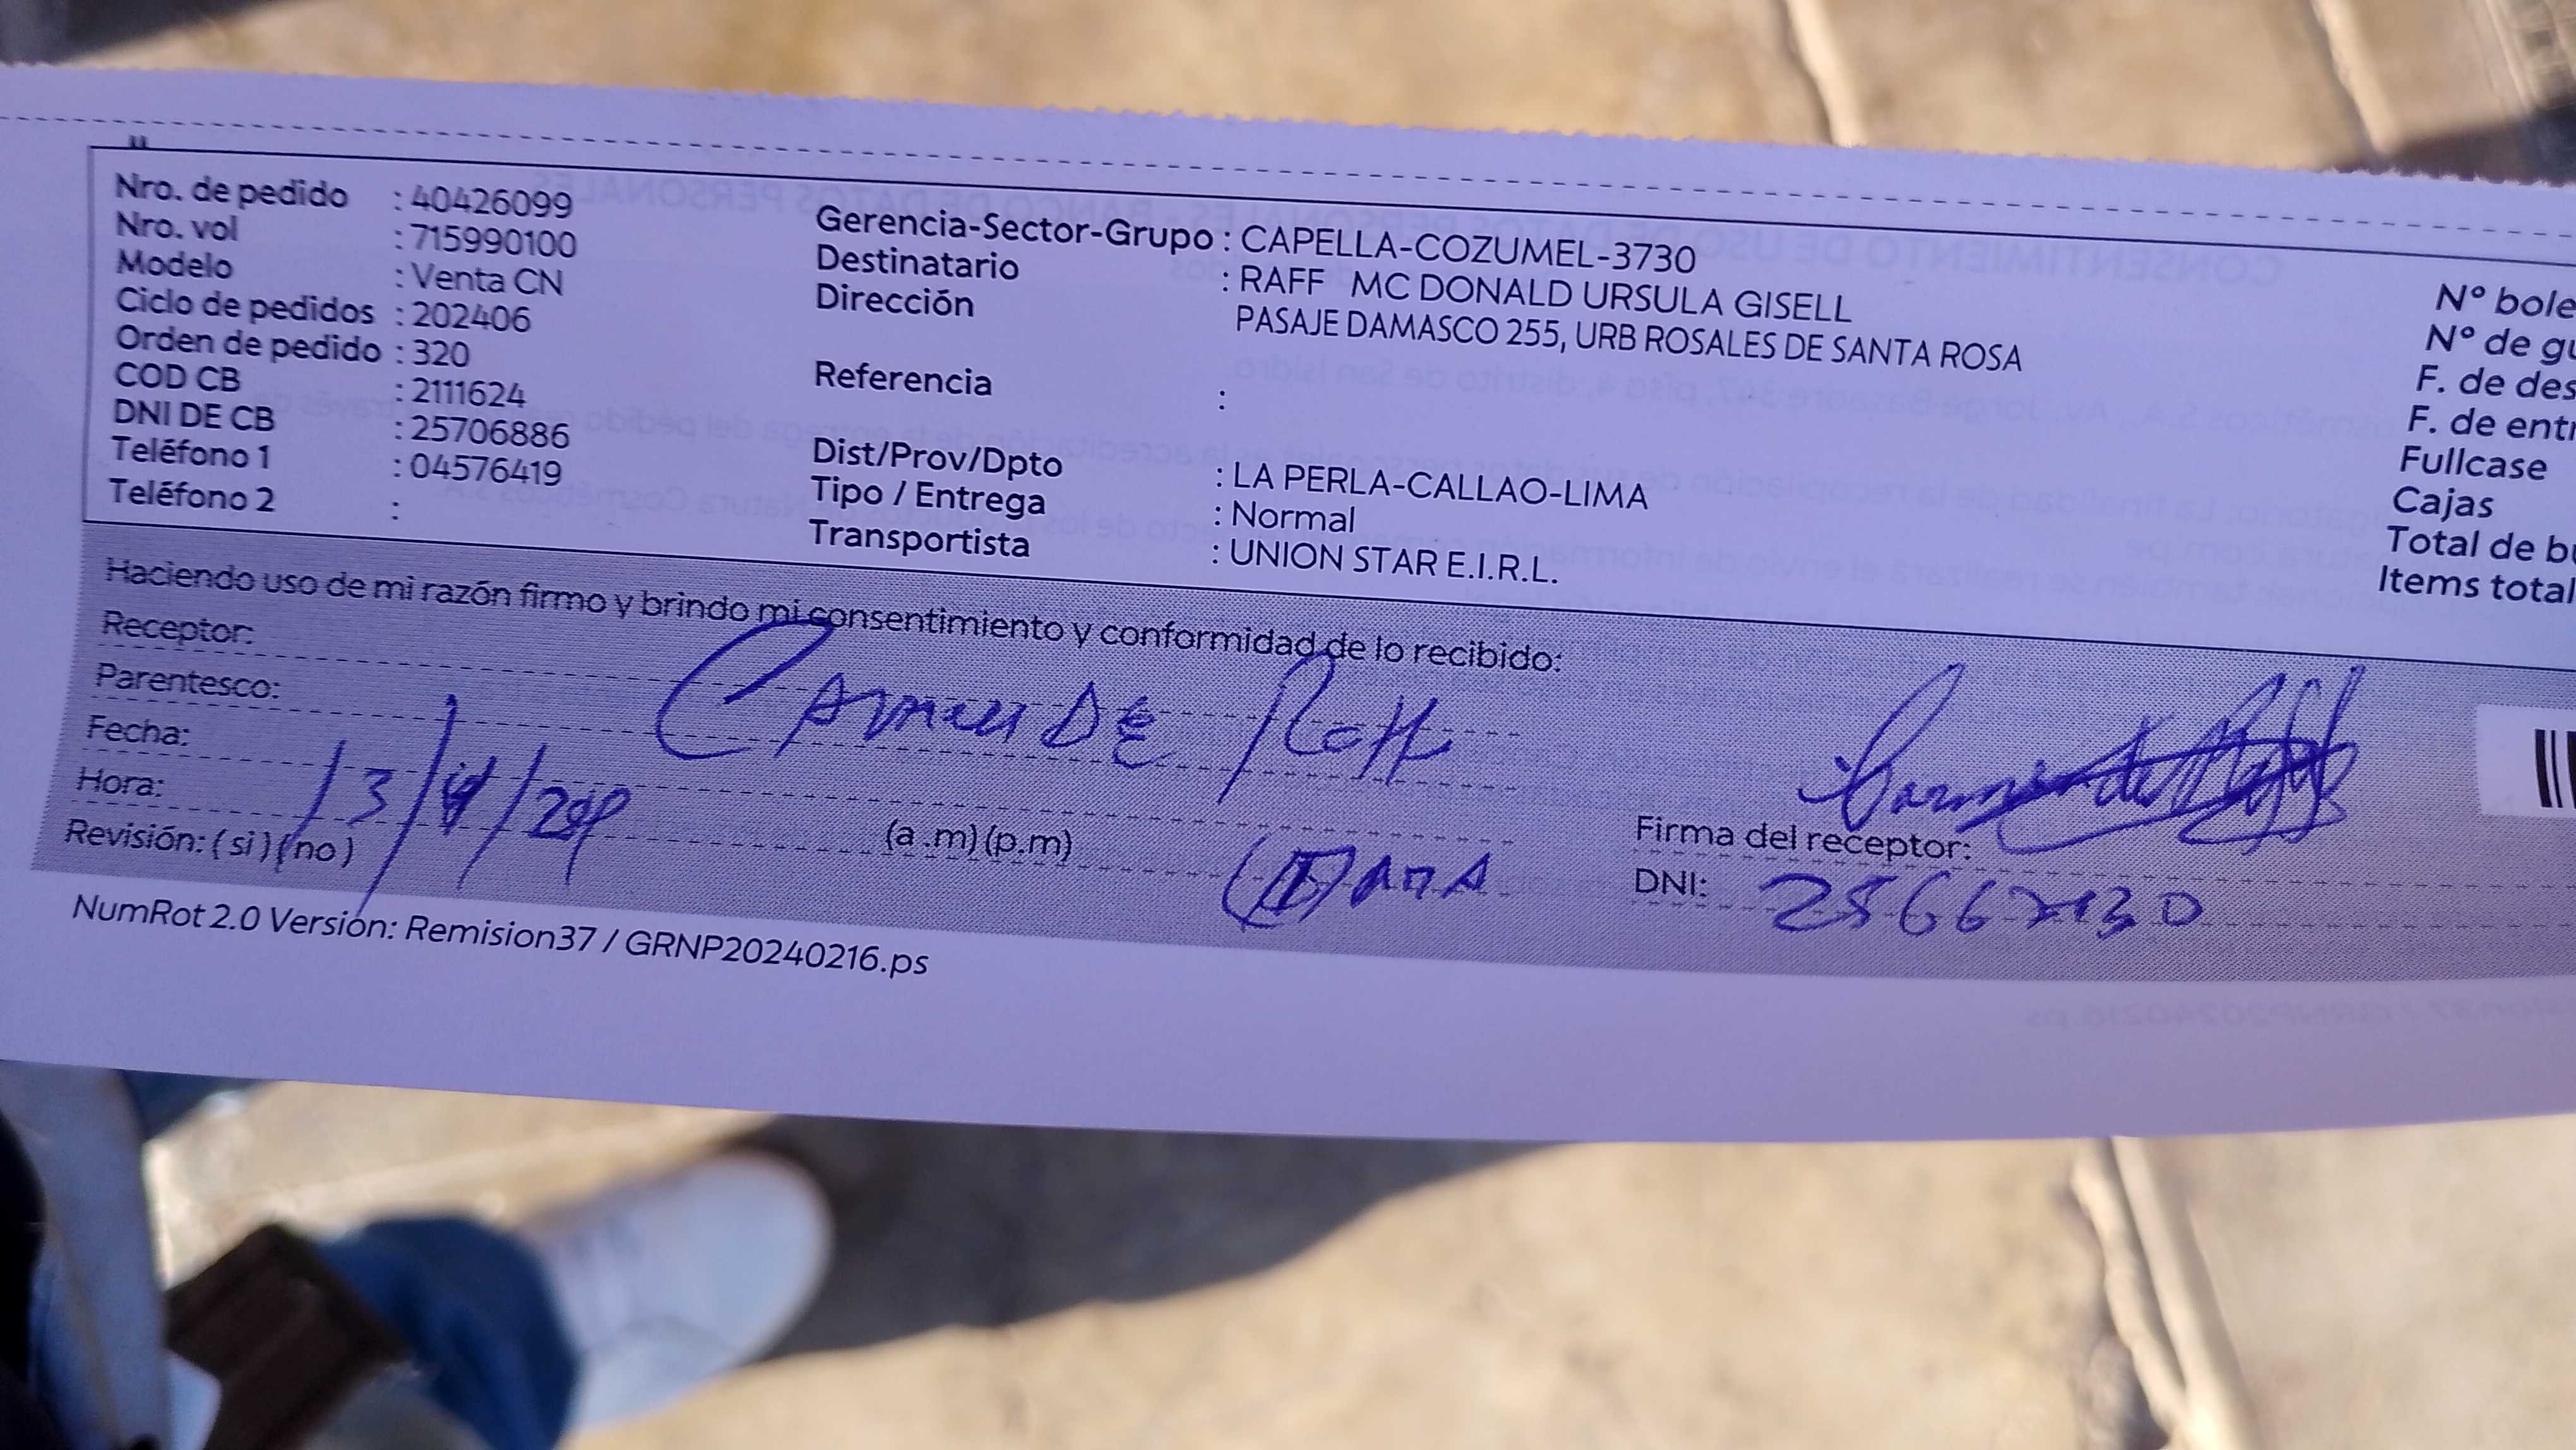 Nro. de pedido : 40426099
Nro. vol : 715990100
Modelo : Venta CN
Ciclo de pedidos : 202406
Orden de pedido : 320
COD CB : 2111624
DNI DE CB : 25706886
Teléfono 1 : 04576419
Teléfono 2 :
Gerencia-Sector-Grupo : CAPELLA-COZUMEL-3730
Destinatario : RAFF MC DONALD URSULA GISELL
Dirección PASAJE DAMASCO 255, URB ROSALES DE SANTA ROSA
Referencia :
Dist/Prov/Dpto : LA PERLA-CALLAO-LIMA
Tipo / Entrega : Normal
Transportista : UNION STAR E.I.R.L.
Nº bole
Nº de gu
F. de des
F. de entr
Fullcase
Cajas
Total de bu
Items total
Haciendo uso de mi razón firmo y brindo mi consentimiento y conformidad de lo recibido:
Receptor:
Parentesco:
DE
Fecha: 13/
Hora: (a .m) (p.m)
Revisión: ( si ) ( no )
Firma del receptor:
DNI:
NumRot 2.0 Versión: Remision37 / GRNP20240216.ps